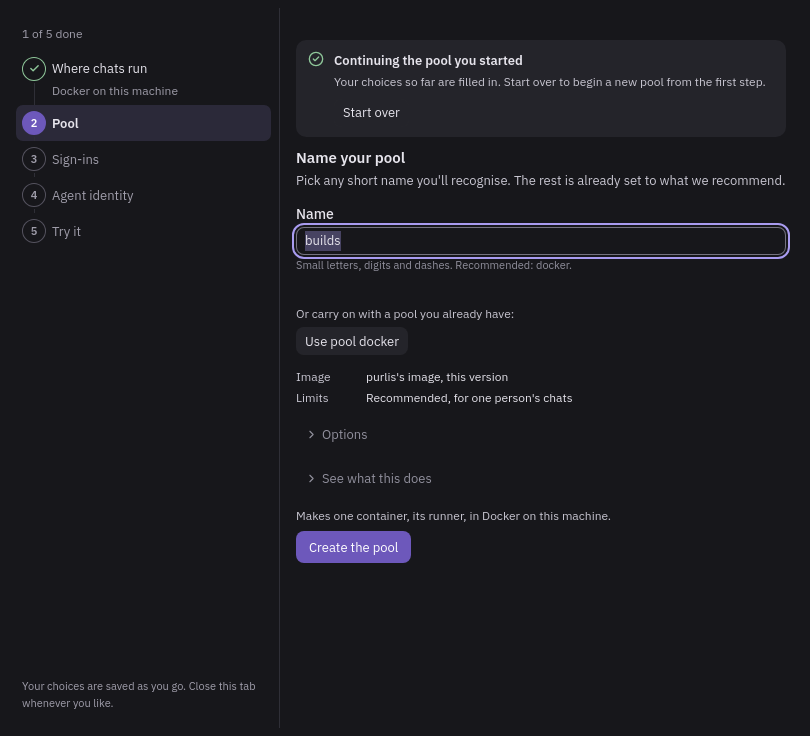 1 of 5 done
Where chats run
Docker on this machine
2 Pool
3 Sign-ins
4 Agent identity
5 Try it
Your choices are saved as you go. Close this tab
whenever you like.
Continuing the pool you started
Your choices so far are filled in. Start over to begin a new pool from the first step.
Start over
Name your pool
Pick any short name you'll recognise. The rest is already set to what we recommend.
Name
builds
Small letters, digits and dashes. Recommended: docker.
Or carry on with a pool you already have:
Use pool docker
Image purlis's image, this version
Limits Recommended, for one person's chats
Options
See what this does
Makes one container, its runner, in Docker on this machine.
Create the pool